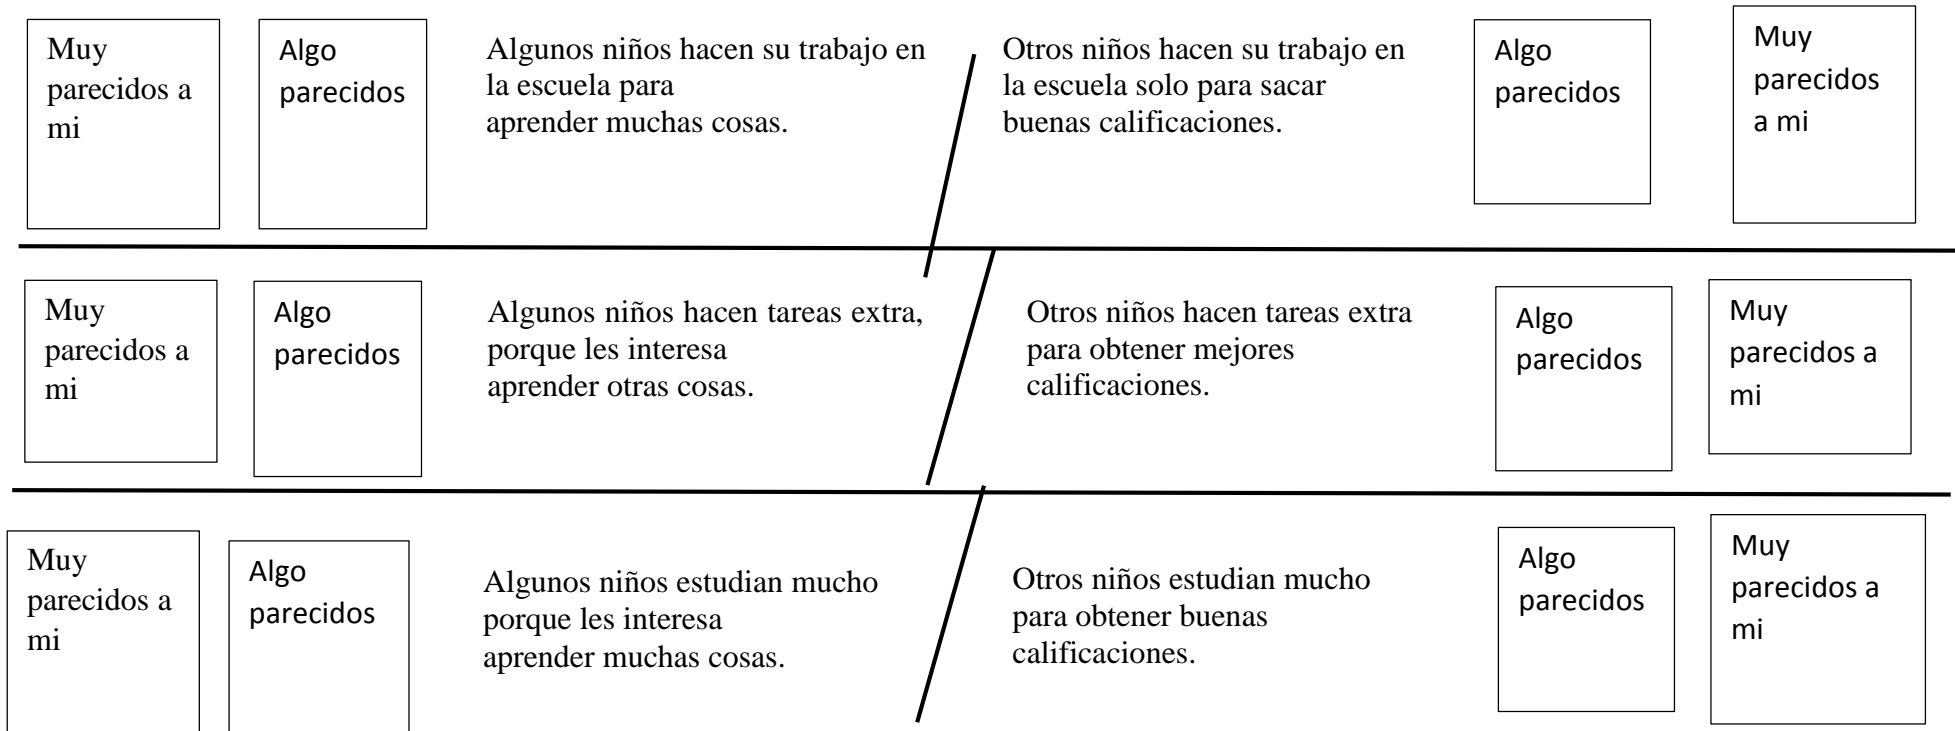 Muy
parecidos a
mi
Algo
parecidos
Algunos niños hacen su trabajo en
la escuela para
aprender muchas cosas.
Otros niños hacen su trabajo en
la escuela solo para sacar
buenas calificaciones.
Algo
parecidos
Muy
parecidos
a mi
Muy
parecidos a
mi
Algo
parecidos
Algunos niños hacen tareas extra,
porque les interesa
aprender otras cosas.
Otros niños hacen tareas extra
para obtener mejores
calificaciones.
Algo
parecidos
Muy
parecidos a
mi
Muy
parecidos a
mi
Algo
parecidos
Algunos niños estudian mucho
porque les interesa
aprender muchas cosas.
Otros niños estudian mucho
para obtener buenas
calificaciones.
Algo
parecidos
Muy
parecidos a
mi